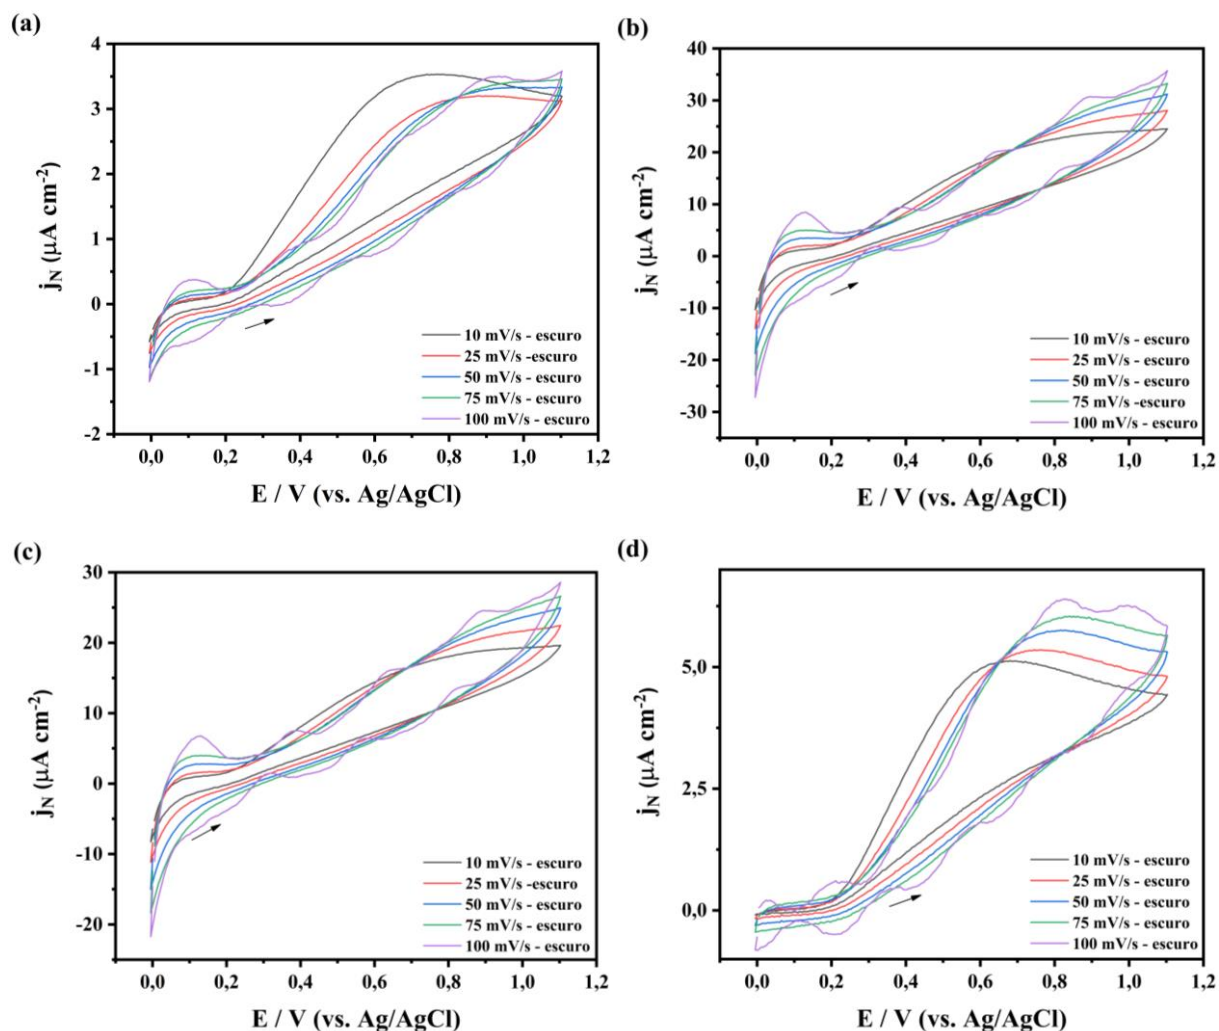 (a)
4
3
2
1
0
-1
-2
j_N (µA cm⁻²)
10 mV/s - escuro
25 mV/s -escuro
50 mV/s - escuro
75 mV/s - escuro
100 mV/s - escuro
0,0 0,2 0,4 0,6 0,8 1,0 1,2
E / V (vs. Ag/AgCl)
(b)
40
30
20
10
0
-10
-20
-30
j_N (µA cm⁻²)
10 mV/s - escuro
25 mV/s - escuro
50 mV/s - escuro
75 mV/s -escuro
100 mV/s - escuro
0,0 0,2 0,4 0,6 0,8 1,0 1,2
E / V (vs. Ag/AgCl)
(c)
30
20
10
0
-10
-20
j_N (µA cm⁻²)
10 mV/s - escuro
25 mV/s -escuro
50 mV/s - escuro
75 mV/s - escuro
100 mV/s - escuro
0,0 0,2 0,4 0,6 0,8 1,0 1,2
E / V (vs. Ag/AgCl)
(d)
5,0
2,5
0,0
j_N (µA cm⁻²)
10 mV/s - escuro
25 mV/s - escuro
50 mV/s - escuro
75 mV/s - escuro
100 mV/s - escuro
0,0 0,2 0,4 0,6 0,8 1,0 1,2
E / V (vs. Ag/AgCl)